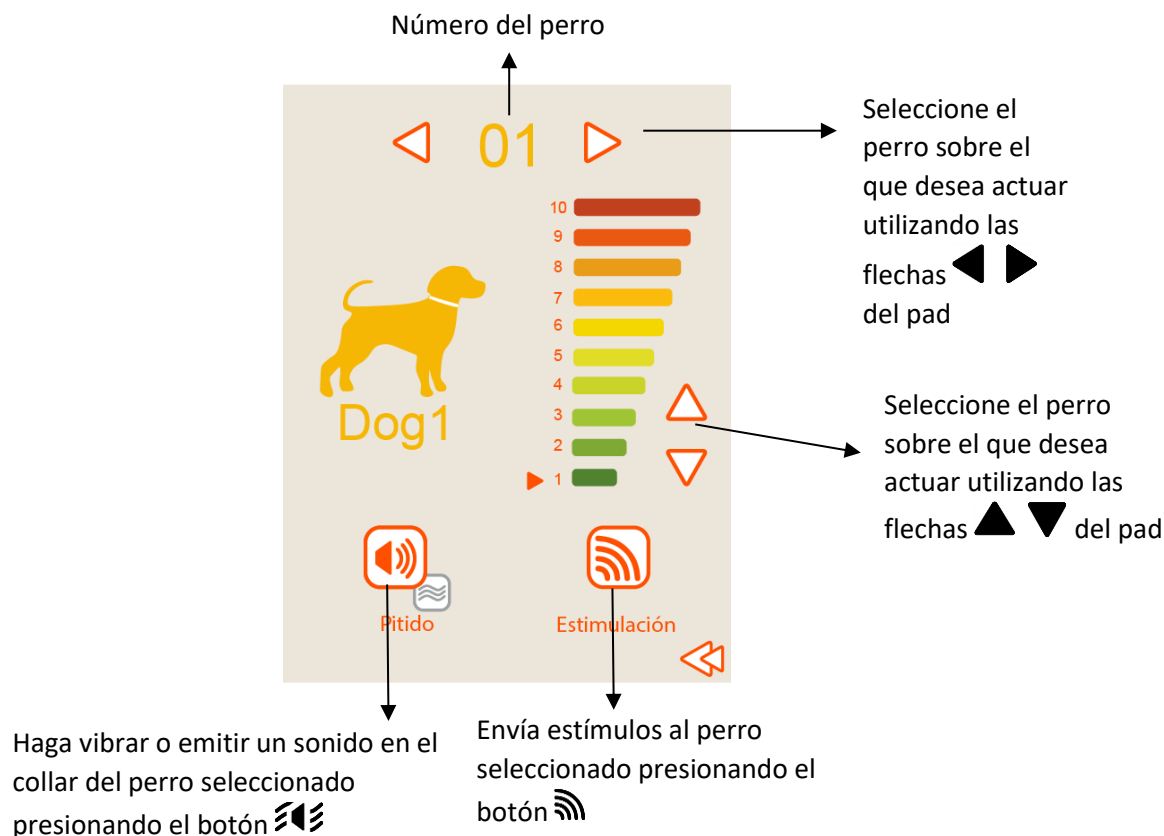 Número del perro
01
Seleccione el
perro sobre el
que desea actuar
utilizando las
flechas
del pad
10
9
8
7
6
5
4
3
2
1
Dog1
Seleccione el perro
sobre el que desea
actuar utilizando las
flechas del pad
Pitido
Estimulación
Haga vibrar o emitir un sonido en el
collar del perro seleccionado
presionando el botón
Envía estímulos al perro
seleccionado presionando el
botón